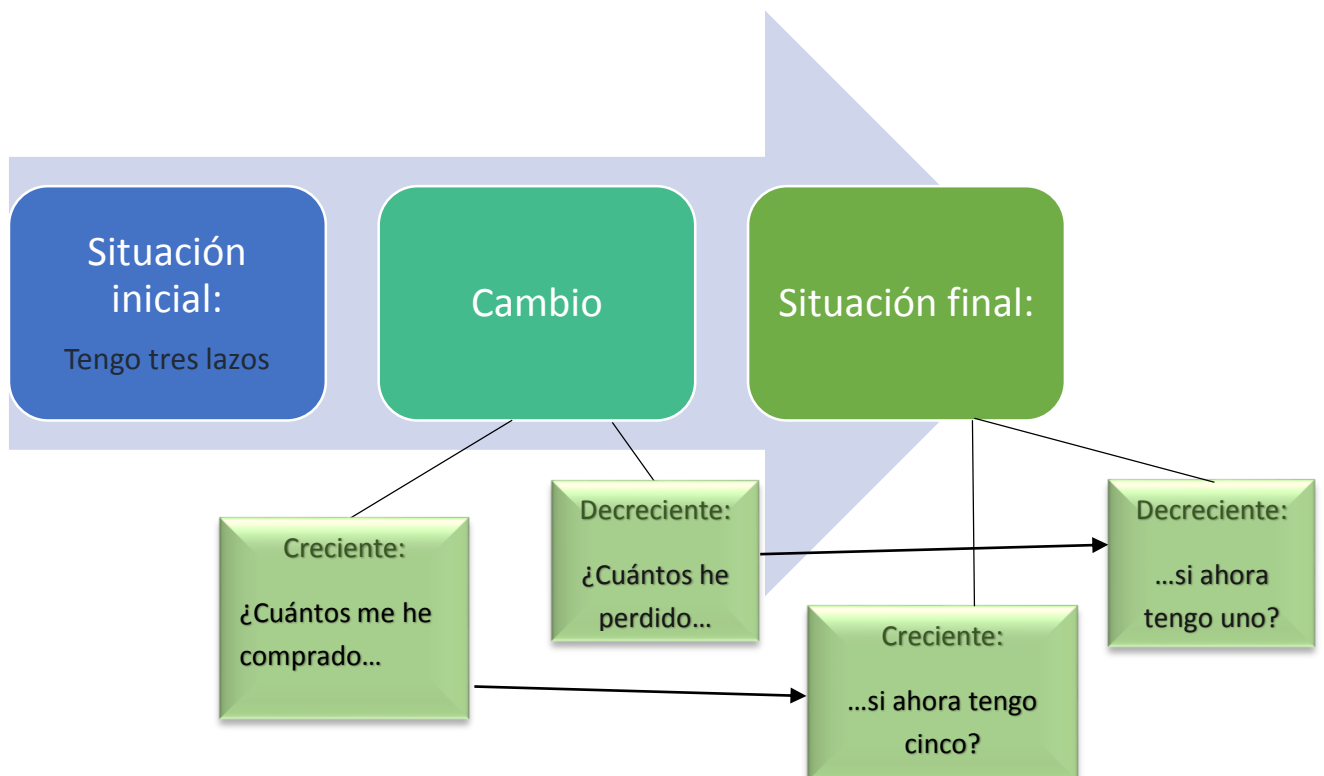 Situación
inicial:
Tengo tres lazos
Cambio
Situación final:
Creciente:
¿Cuántos me he
comprado…
Decreciente:
¿Cuántos he
perdido…
Creciente:
…si ahora tengo
cinco?
Decreciente:
…si ahora
tengo uno?